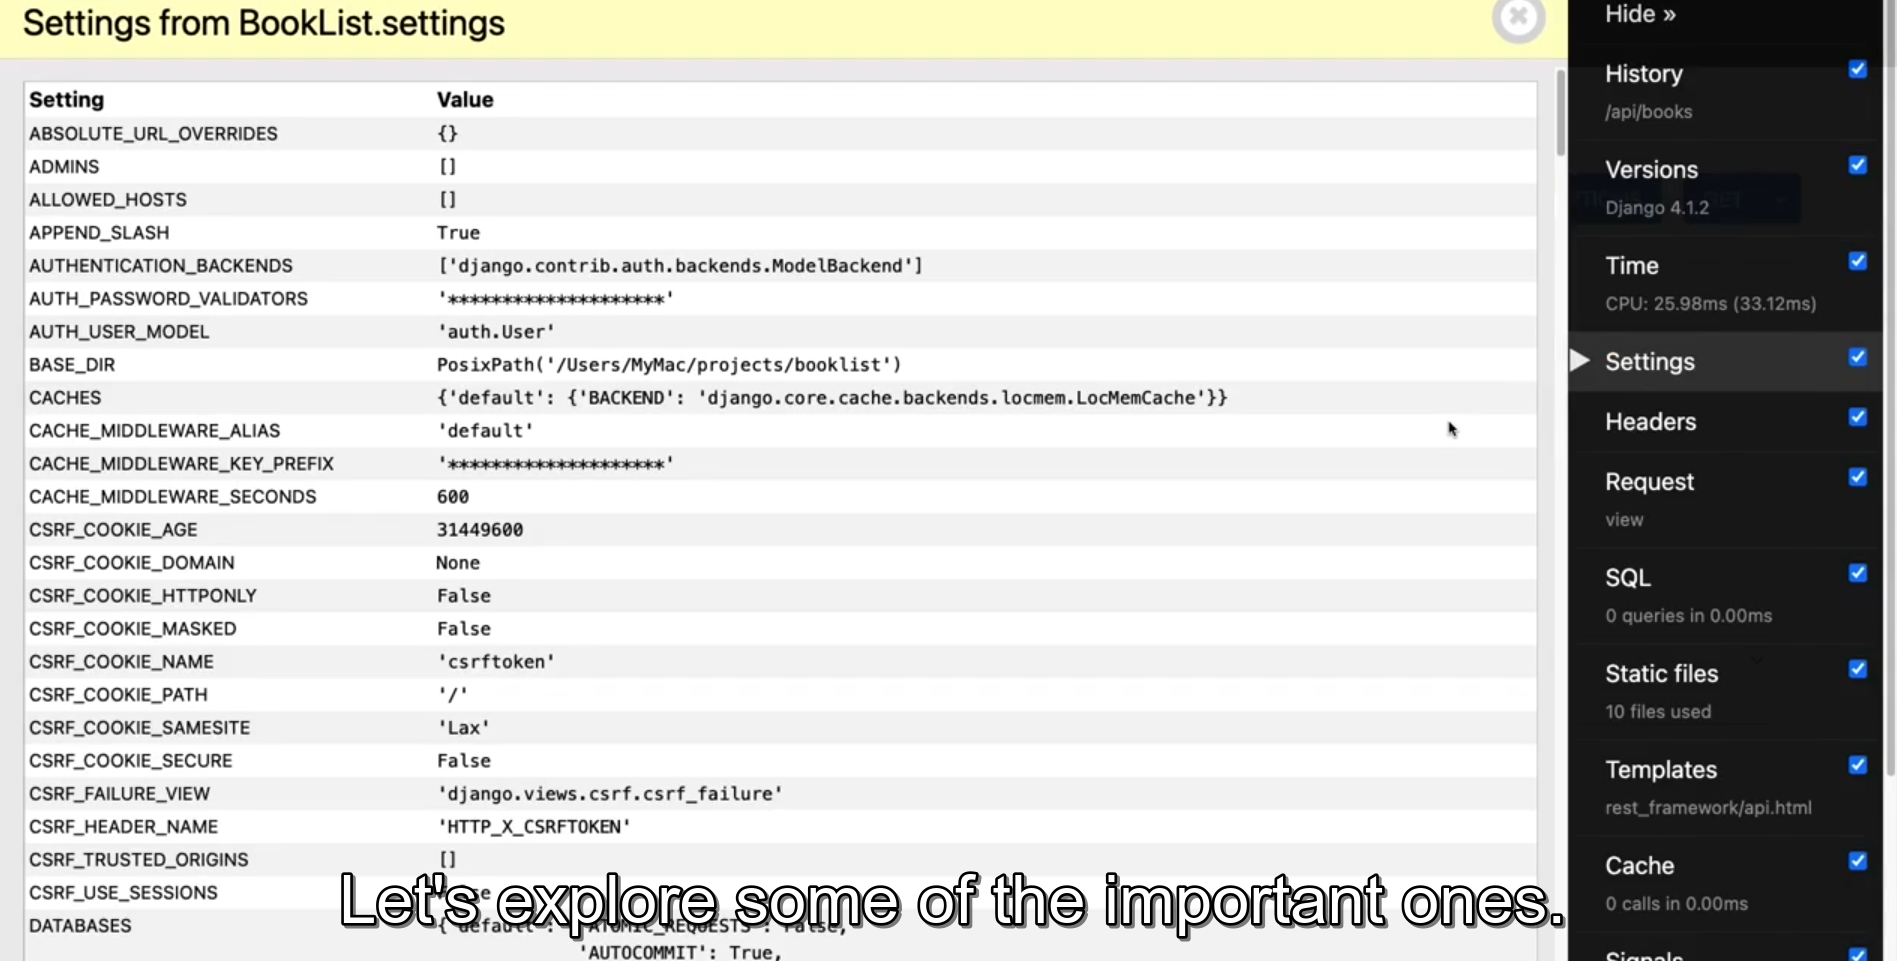 Settings from BookList.settings
Setting Value
ABSOLUTE_URL_OVERRIDES {}
ADMINS []
ALLOWED_HOSTS []
APPEND_SLASH True
AUTHENTICATION_BACKENDS ['django.contrib.auth.backends.ModelBackend']
AUTH_PASSWORD_VALIDATORS '********************'
AUTH_USER_MODEL 'auth.User'
BASE_DIR PosixPath('/Users/MyMac/projects/booklist')
CACHES {'default': {'BACKEND': 'django.core.cache.backends.locmem.LocMemCache'}}
CACHE_MIDDLEWARE_ALIAS 'default'
CACHE_MIDDLEWARE_KEY_PREFIX '********************'
CACHE_MIDDLEWARE_SECONDS 600
CSRF_COOKIE_AGE 31449600
CSRF_COOKIE_DOMAIN None
CSRF_COOKIE_HTTPONLY False
CSRF_COOKIE_MASKED False
CSRF_COOKIE_NAME 'csrftoken'
CSRF_COOKIE_PATH '/'
CSRF_COOKIE_SAMESITE 'Lax'
CSRF_COOKIE_SECURE False
CSRF_FAILURE_VIEW 'django.views.csrf.csrf_failure'
CSRF_HEADER_NAME 'HTTP_X_CSRFTOKEN'
CSRF_TRUSTED_ORIGINS []
CSRF_USE_SESSIONS
DATABASES {'default': 'ATOMIC_REQUESTS': False,
'AUTOCOMMIT': True,
Let's explore some of the important ones.
Hide »
History
/api/books
Versions
Django 4.1.2
Time
CPU: 25.98ms (33.12ms)
Settings
Headers
Request
view
SQL
0 queries in 0.00ms
Static files
10 files used
Templates
rest_framework/api.html
Cache
0 calls in 0.00ms
Signals